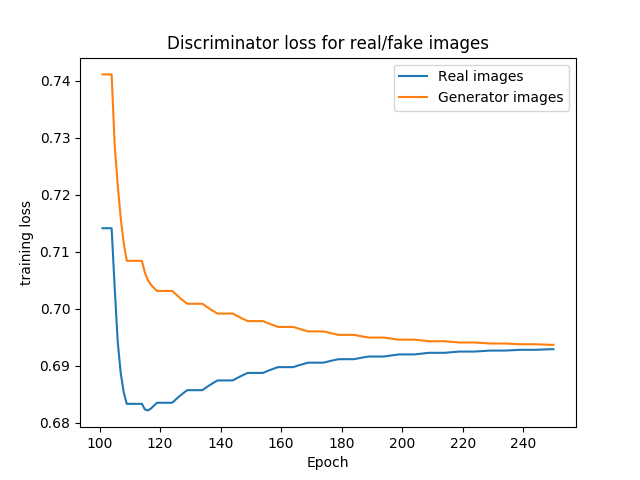 Discriminator loss for real/fake images
Real images
Generator images
training loss
0.74
0.73
0.72
0.71
0.70
0.69
0.68
100 120 140 160 180 200 220 240
Epoch